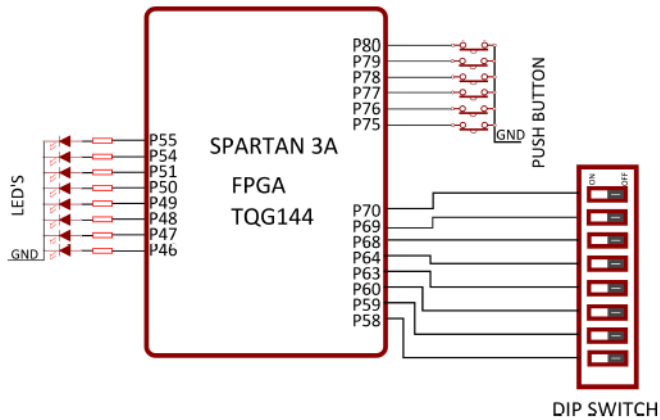 P80
P79
P78
P77
P76
P75
GND
PUSH BUTTON
P55
P54
P51
P50
P49
P48
P47
P46
LED'S
GND
SPARTAN 3A
FPGA
TQG144
P70
P69
P68
P64
P63
P60
P59
P58
ON
OFF
DIP SWITCH